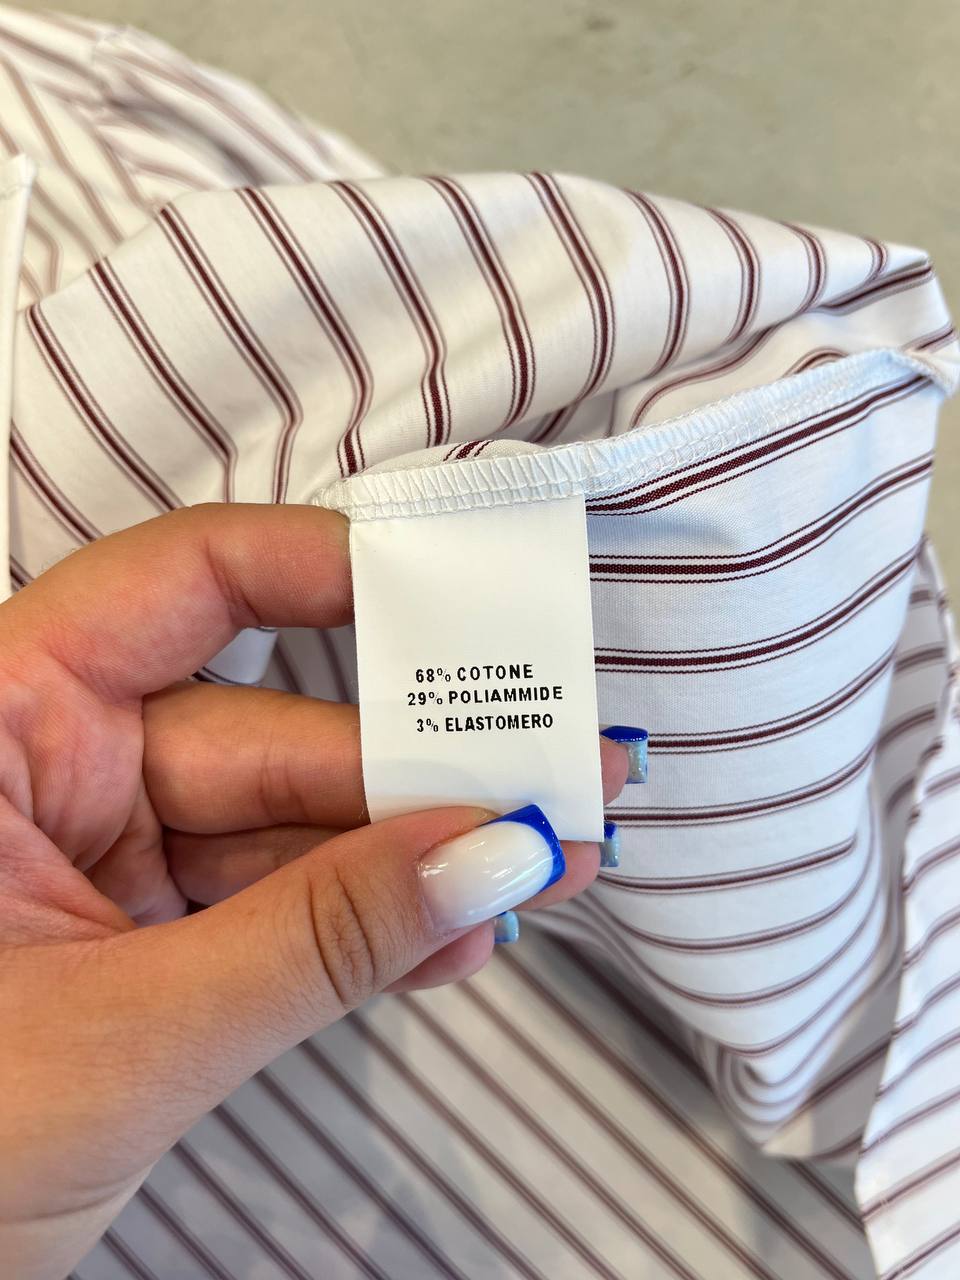 68% COTONE
29% POLIAMMIDE
3% ELASTOMERO